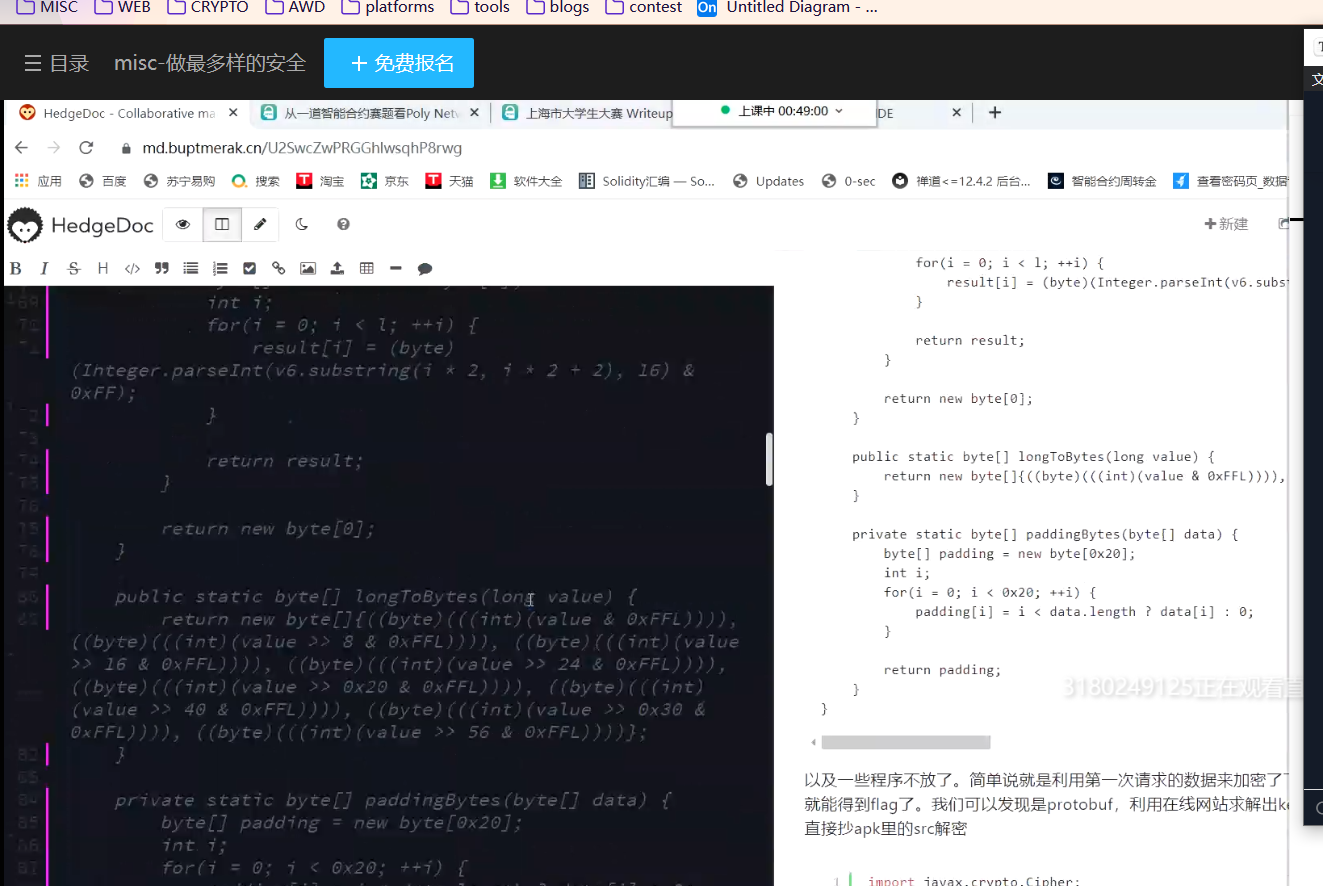 MISC WEB CRYPTO AWD platforms tools blogs contest On Untitled Diagram - ...
目录 misc-做最多样的安全 + 免费报名
HedgeDoc - Collaborative ma 从一道智能合约赛题看Poly Netw 上海市大学生大赛 Writeup 上课中 00:49:00 DE
md.buptmerak.cn/U2SwcZwPRGGhlwsqhP8rwg
应用 百度 苏宁易购 搜索 淘宝 京东 天猫 软件大全 Solidity汇编 — So... Updates 0-sec 禅道<=12.4.2 后台... 智能合约周转金 查看密码页_数据
HedgeDoc +新建
B I S H </>
int i;
for(i = 0; i < l; ++i) {
result[i] = (byte)
(Integer.parseInt(v6.substring(i * 2, i * 2 + 2), 16) &
0xFF);
}
return result;
}
return new byte[0];
}
public static byte[] longToBytes(long value) {
return new byte[]{((byte)(((int)(value & 0xFFL)))),
((byte)(((int)(value >> 8 & 0xFFL)))), ((byte)(((int)(value
>> 16 & 0xFFL)))), ((byte)(((int)(value >> 24 & 0xFFL)))),
((byte)(((int)(value >> 0x20 & 0xFFL)))), ((byte)(((int)
(value >> 40 & 0xFFL)))), ((byte)(((int)(value >> 0x30 &
0xFFL)))), ((byte)(((int)(value >> 56 & 0xFFL))))};
}
private static byte[] paddingBytes(byte[] data) {
byte[] padding = new byte[0x20];
int i;
for(i = 0; i < 0x20; ++i) {
for(i = 0; i < l; ++i) {
result[i] = (byte)(Integer.parseInt(v6.subs
}
return result;
}
return new byte[0];
}
public static byte[] longToBytes(long value) {
return new byte[]{((byte)(((int)(value & 0xFFL)))),
}
private static byte[] paddingBytes(byte[] data) {
byte[] padding = new byte[0x20];
int i;
for(i = 0; i < 0x20; ++i) {
padding[i] = i < data.length ? data[i] : 0;
}
return padding;
}
}
3180249125正在观看
以及一些程序不放了。简单说就是利用第一次请求的数据来加密了
就能得到flag了。我们可以发现是protobuf，利用在线网站求解出
直接抄apk里的src解密
1 import javax.crypto.Cipher;